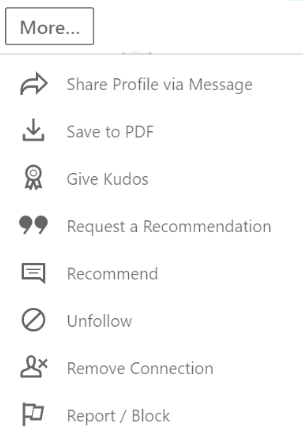 More...
Share Profile via Message
Save to PDF
Give Kudos
Request a Recommendation
Recommend
Unfollow
Remove Connection
Report / Block